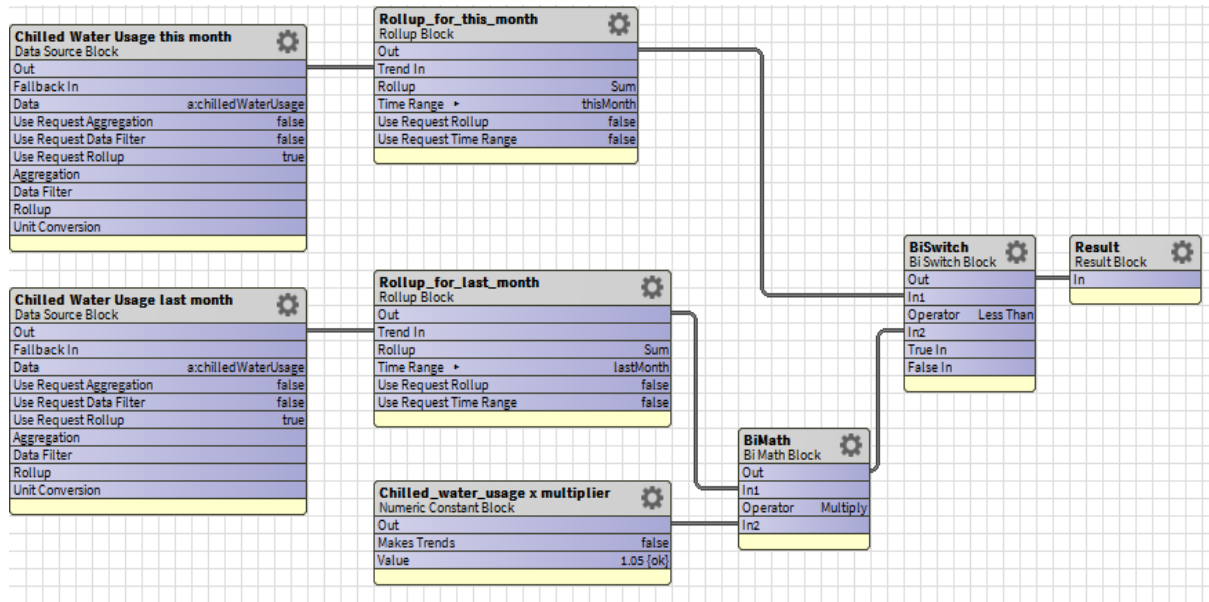 Chilled Water Usage this month
Data Source Block
Out
Fallback In
Data a:chilledWaterUsage
Use Request Aggregation false
Use Request Data Filter false
Use Request Rollup true
Aggregation
Data Filter
Rollup
Unit Conversion
Rollup_for_this_month
Rollup Block
Out
Trend In
Rollup Sum
Time Range ▸ thisMonth
Use Request Rollup false
Use Request Time Range false
Chilled Water Usage last month
Data Source Block
Out
Fallback In
Data a:chilledWaterUsage
Use Request Aggregation false
Use Request Data Filter false
Use Request Rollup true
Aggregation
Data Filter
Rollup
Unit Conversion
Rollup_for_last_month
Rollup Block
Out
Trend In
Rollup Sum
Time Range ▸ lastMonth
Use Request Rollup false
Use Request Time Range false
Chilled_water_usage x multiplier
Numeric Constant Block
Out
Makes Trends false
Value 1.05 {ok}
BiMath
Bi Math Block
Out
In1
Operator Multiply
In2
BiSwitch
Bi Switch Block
Out
In1
Operator Less Than
In2
True In
False In
Result
Result Block
In